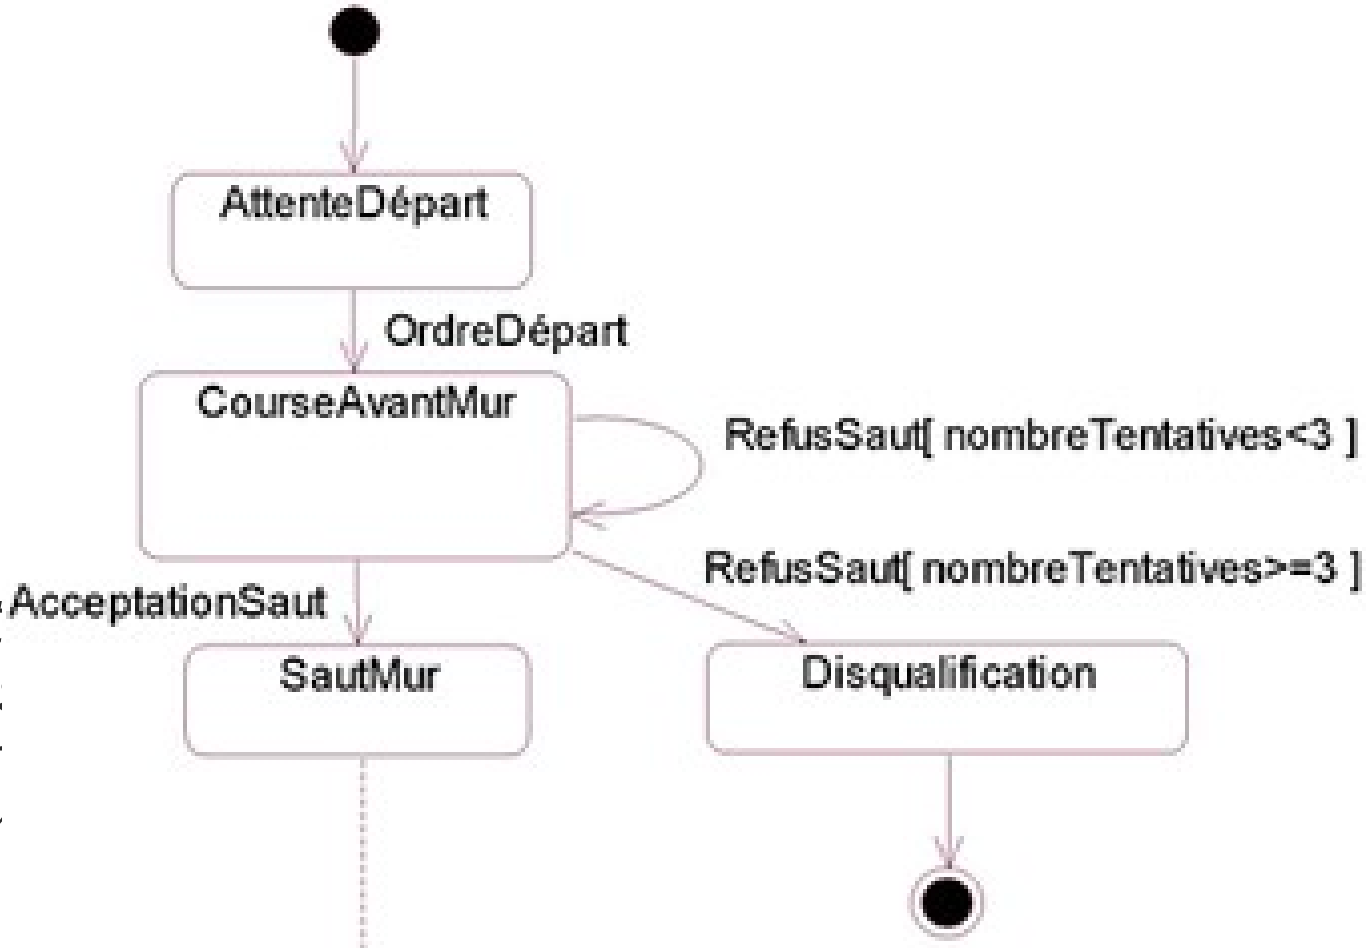 AttenteDépart
OrdreDépart
CourseAvantMur
RefusSaut[ nombreTentatives<3 ]
RefusSaut[ nombreTentatives>=3 ]
AcceptationSaut
SautMur
Disqualification